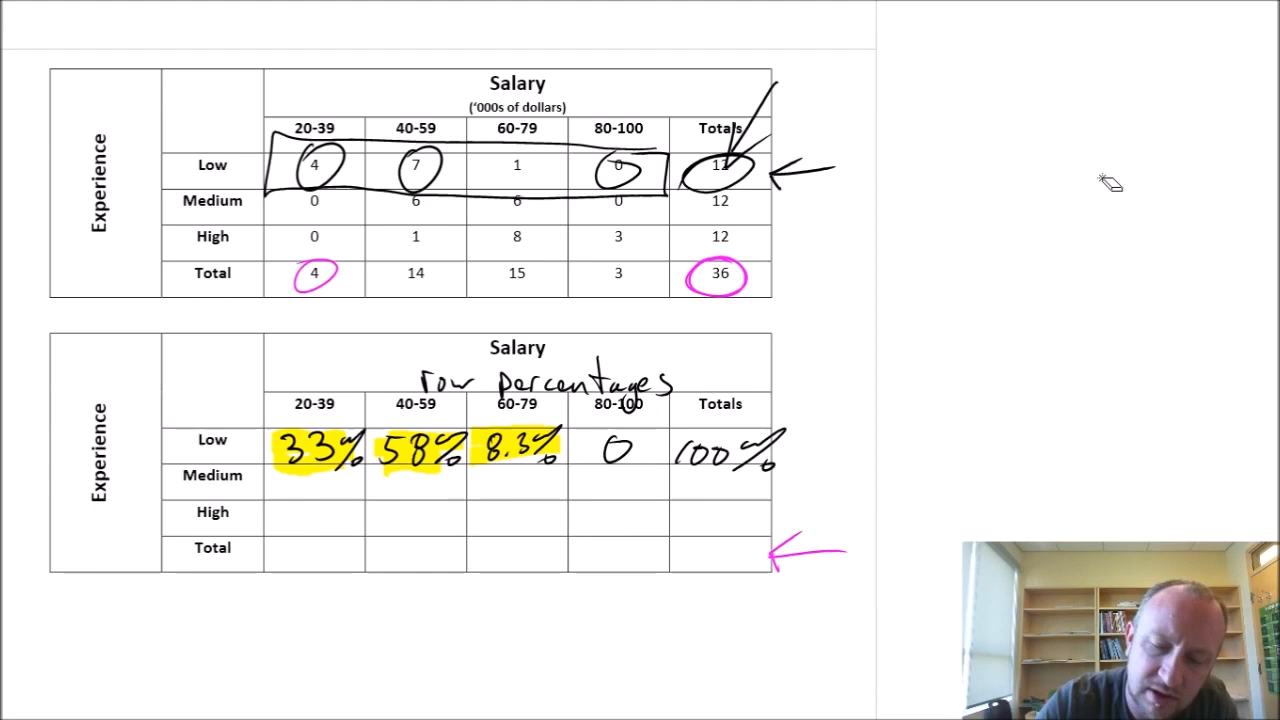 Salary
('000s of dollars)
20-39 40-59 60-79 80-100 Totals
Experience
Low 4 7 1 0 12
Medium 0 6 6 0 12
High 0 1 8 3 12
Total 4 14 15 3 36
Salary
row percentages
20-39 40-59 60-79 80-100 Totals
Experience
Low 33% 58% 8.3% 0 100%
Medium
High
Total